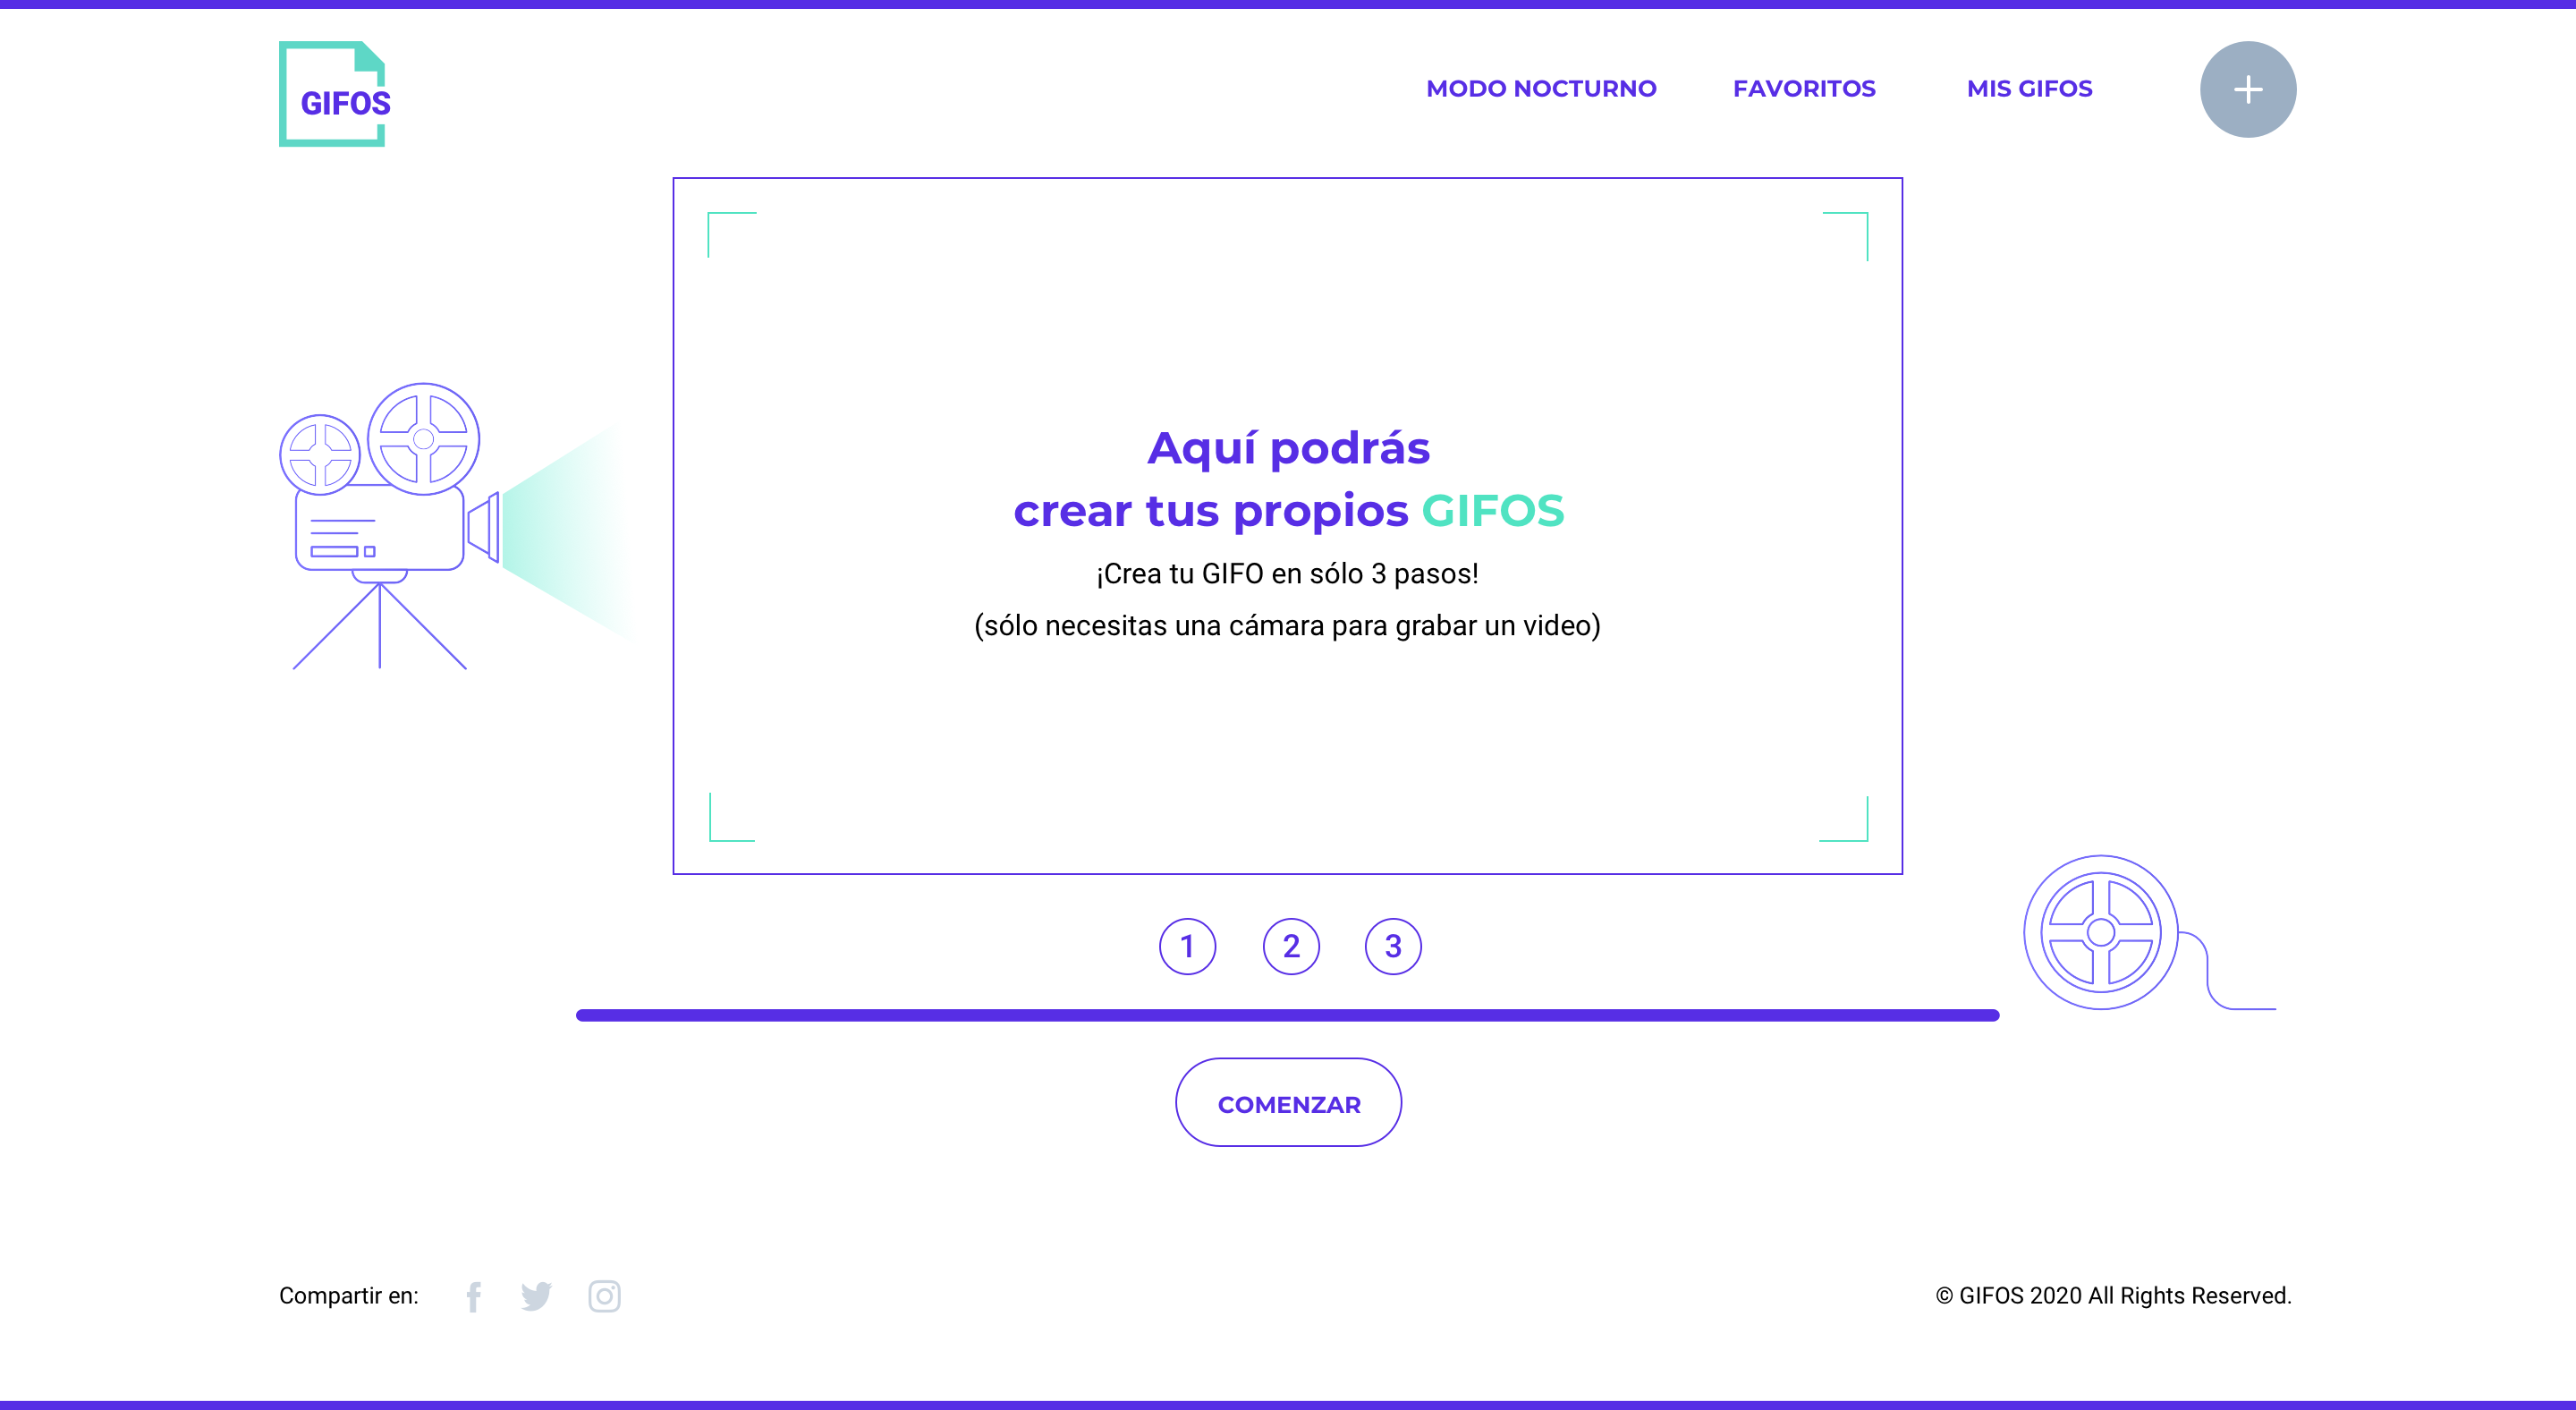 GIFOS
MODO NOCTURNO
FAVORITOS
MIS GIFOS
Aquí podrás
crear tus propios GIFOS
¡Crea tu GIFO en sólo 3 pasos!
(sólo necesitas una cámara para grabar un video)
1
2
3
COMENZAR
Compartir en:
© GIFOS 2020 All Rights Reserved.